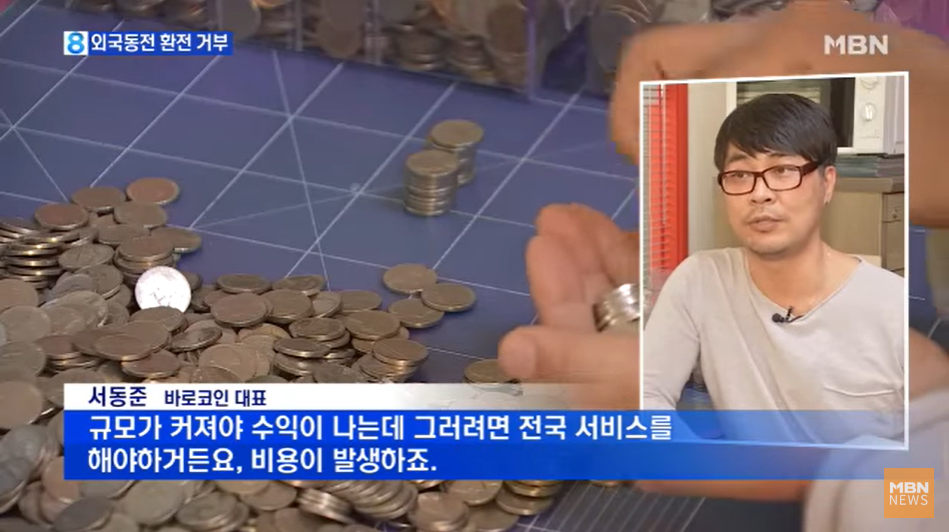 8 외국동전 환전 거부
MBN
서동준 바로코인 대표
규모가 커져야 수익이 나는데 그러려면 전국 서비스를
해야하거든요, 비용이 발생하죠.
MBN
NEWS